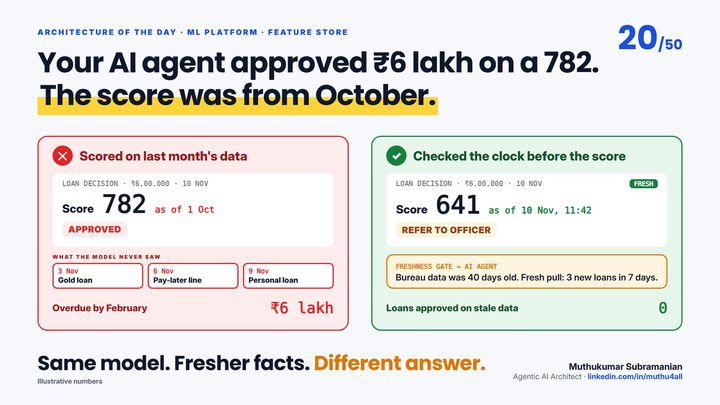 ARCHITECTURE OF THE DAY · ML PLATFORM · FEATURE STORE
20/50
Your AI agent approved ₹6 lakh on a 782.
The score was from October.
Scored on last month's data
LOAN DECISION · ₹6,00,000 · 10 NOV
Score 782 as of 1 Oct
APPROVED
WHAT THE MODEL NEVER SAW
3 Nov
Gold loan
6 Nov
Pay-later line
9 Nov
Personal loan
Overdue by February ₹6 lakh
Checked the clock before the score
LOAN DECISION · ₹6,00,000 · 10 NOV
FRESH
Score 641 as of 10 Nov, 11:42
REFER TO OFFICER
FRESHNESS GATE → AI AGENT
Bureau data was 40 days old. Fresh pull: 3 new loans in 7 days.
Loans approved on stale data 0
Same model. Fresher facts. Different answer.
Illustrative numbers
Muthukumar Subramanian
Agentic AI Architect · linkedin.com/in/muthu4all